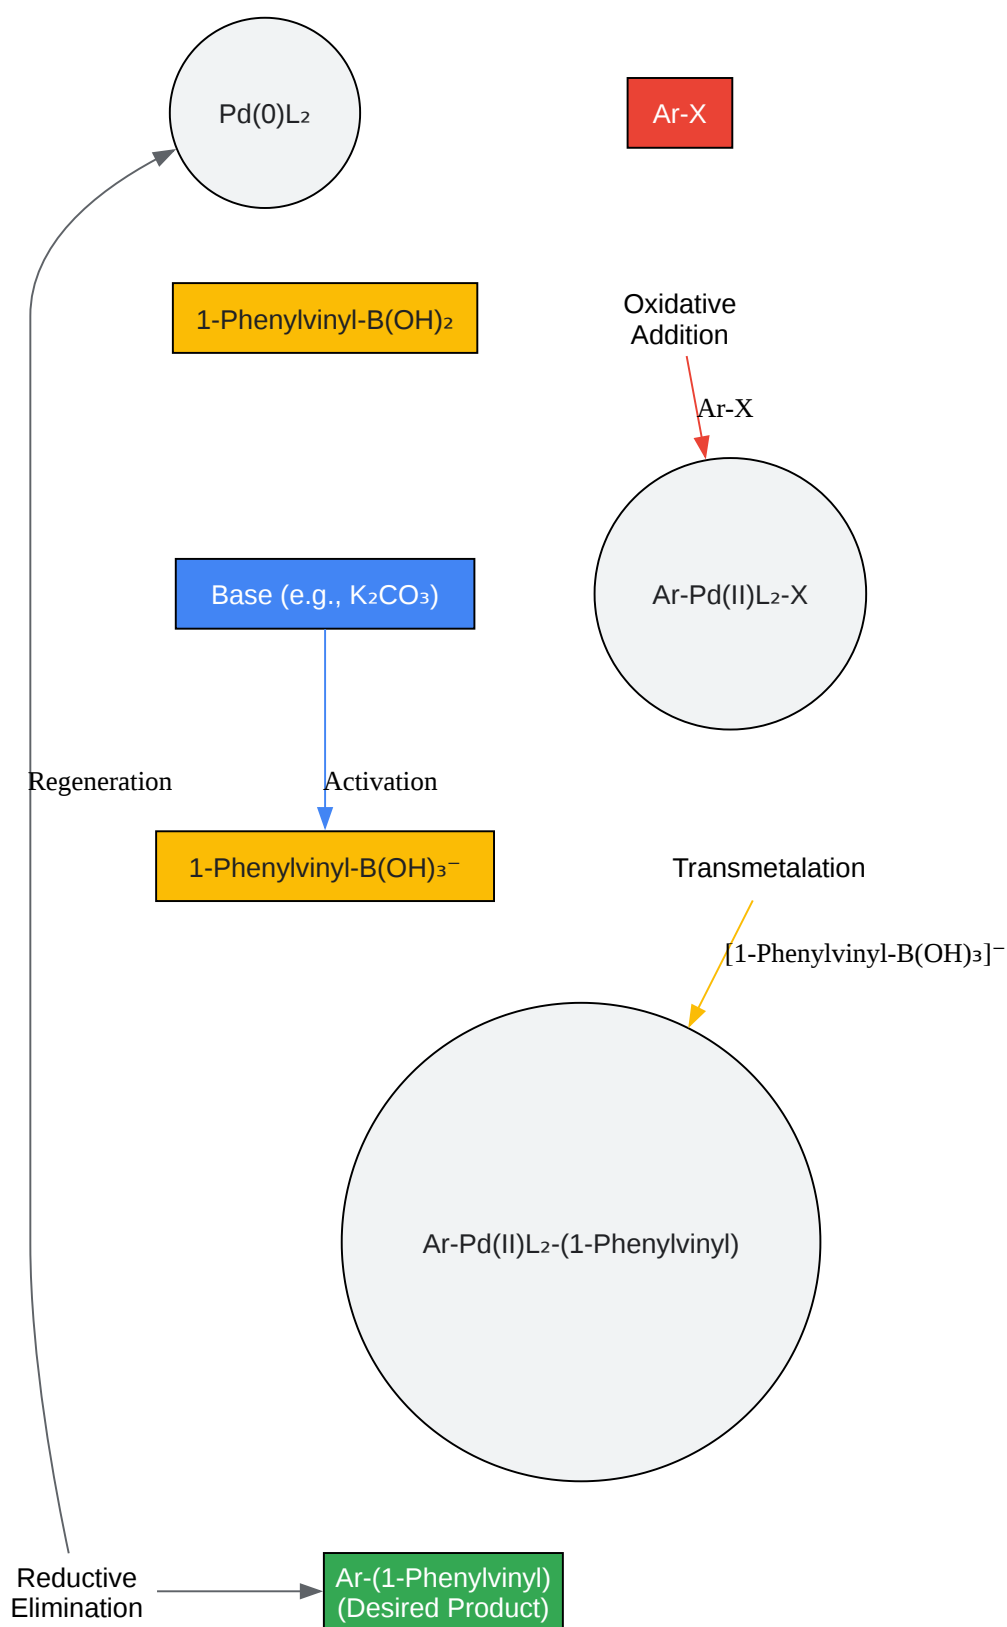 Pd(0)L₂
Ar-X
1-Phenylvinyl-B(OH)₂
Oxidative
Addition
Ar-X
Base (e.g., K₂CO₃)
Ar-Pd(II)L₂-X
Regeneration
Activation
1-Phenylvinyl-B(OH)₃⁻
Transmetalation
[1-Phenylvinyl-B(OH)₃]⁻
Ar-Pd(II)L₂-(1-Phenylvinyl)
Reductive
Elimination
Ar-(1-Phenylvinyl)
(Desired Product)